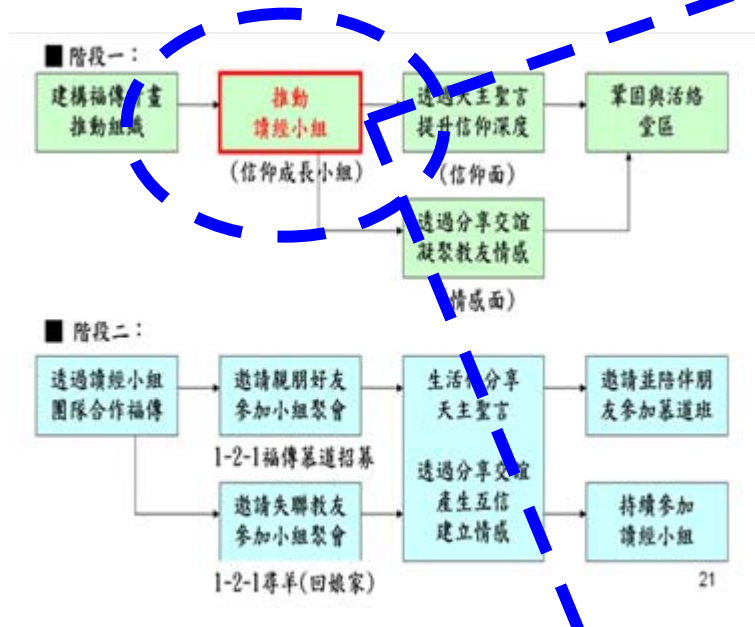 ■ 階段一：
建構福傳計畫
推動組織
推動
讀經小組
(信仰成長小組)
透過天主聖言
提升信仰深度
(信仰面)
鞏固與活絡
堂區
透過分享交誼
凝聚教友情感
情感面)
■ 階段二：
透過讀經小組
團隊合作福傳
邀請親朋好友
參加小組聚會
1-2-1福傳慕道招募
邀請失聯教友
參加小組聚會
1-2-1尋羊(回娘家)
生活化分享
天主聖言
透過分享交誼
產生互信
建立情感
邀請並陪伴朋
友參加慕道班
持續參加
讀經小組
21